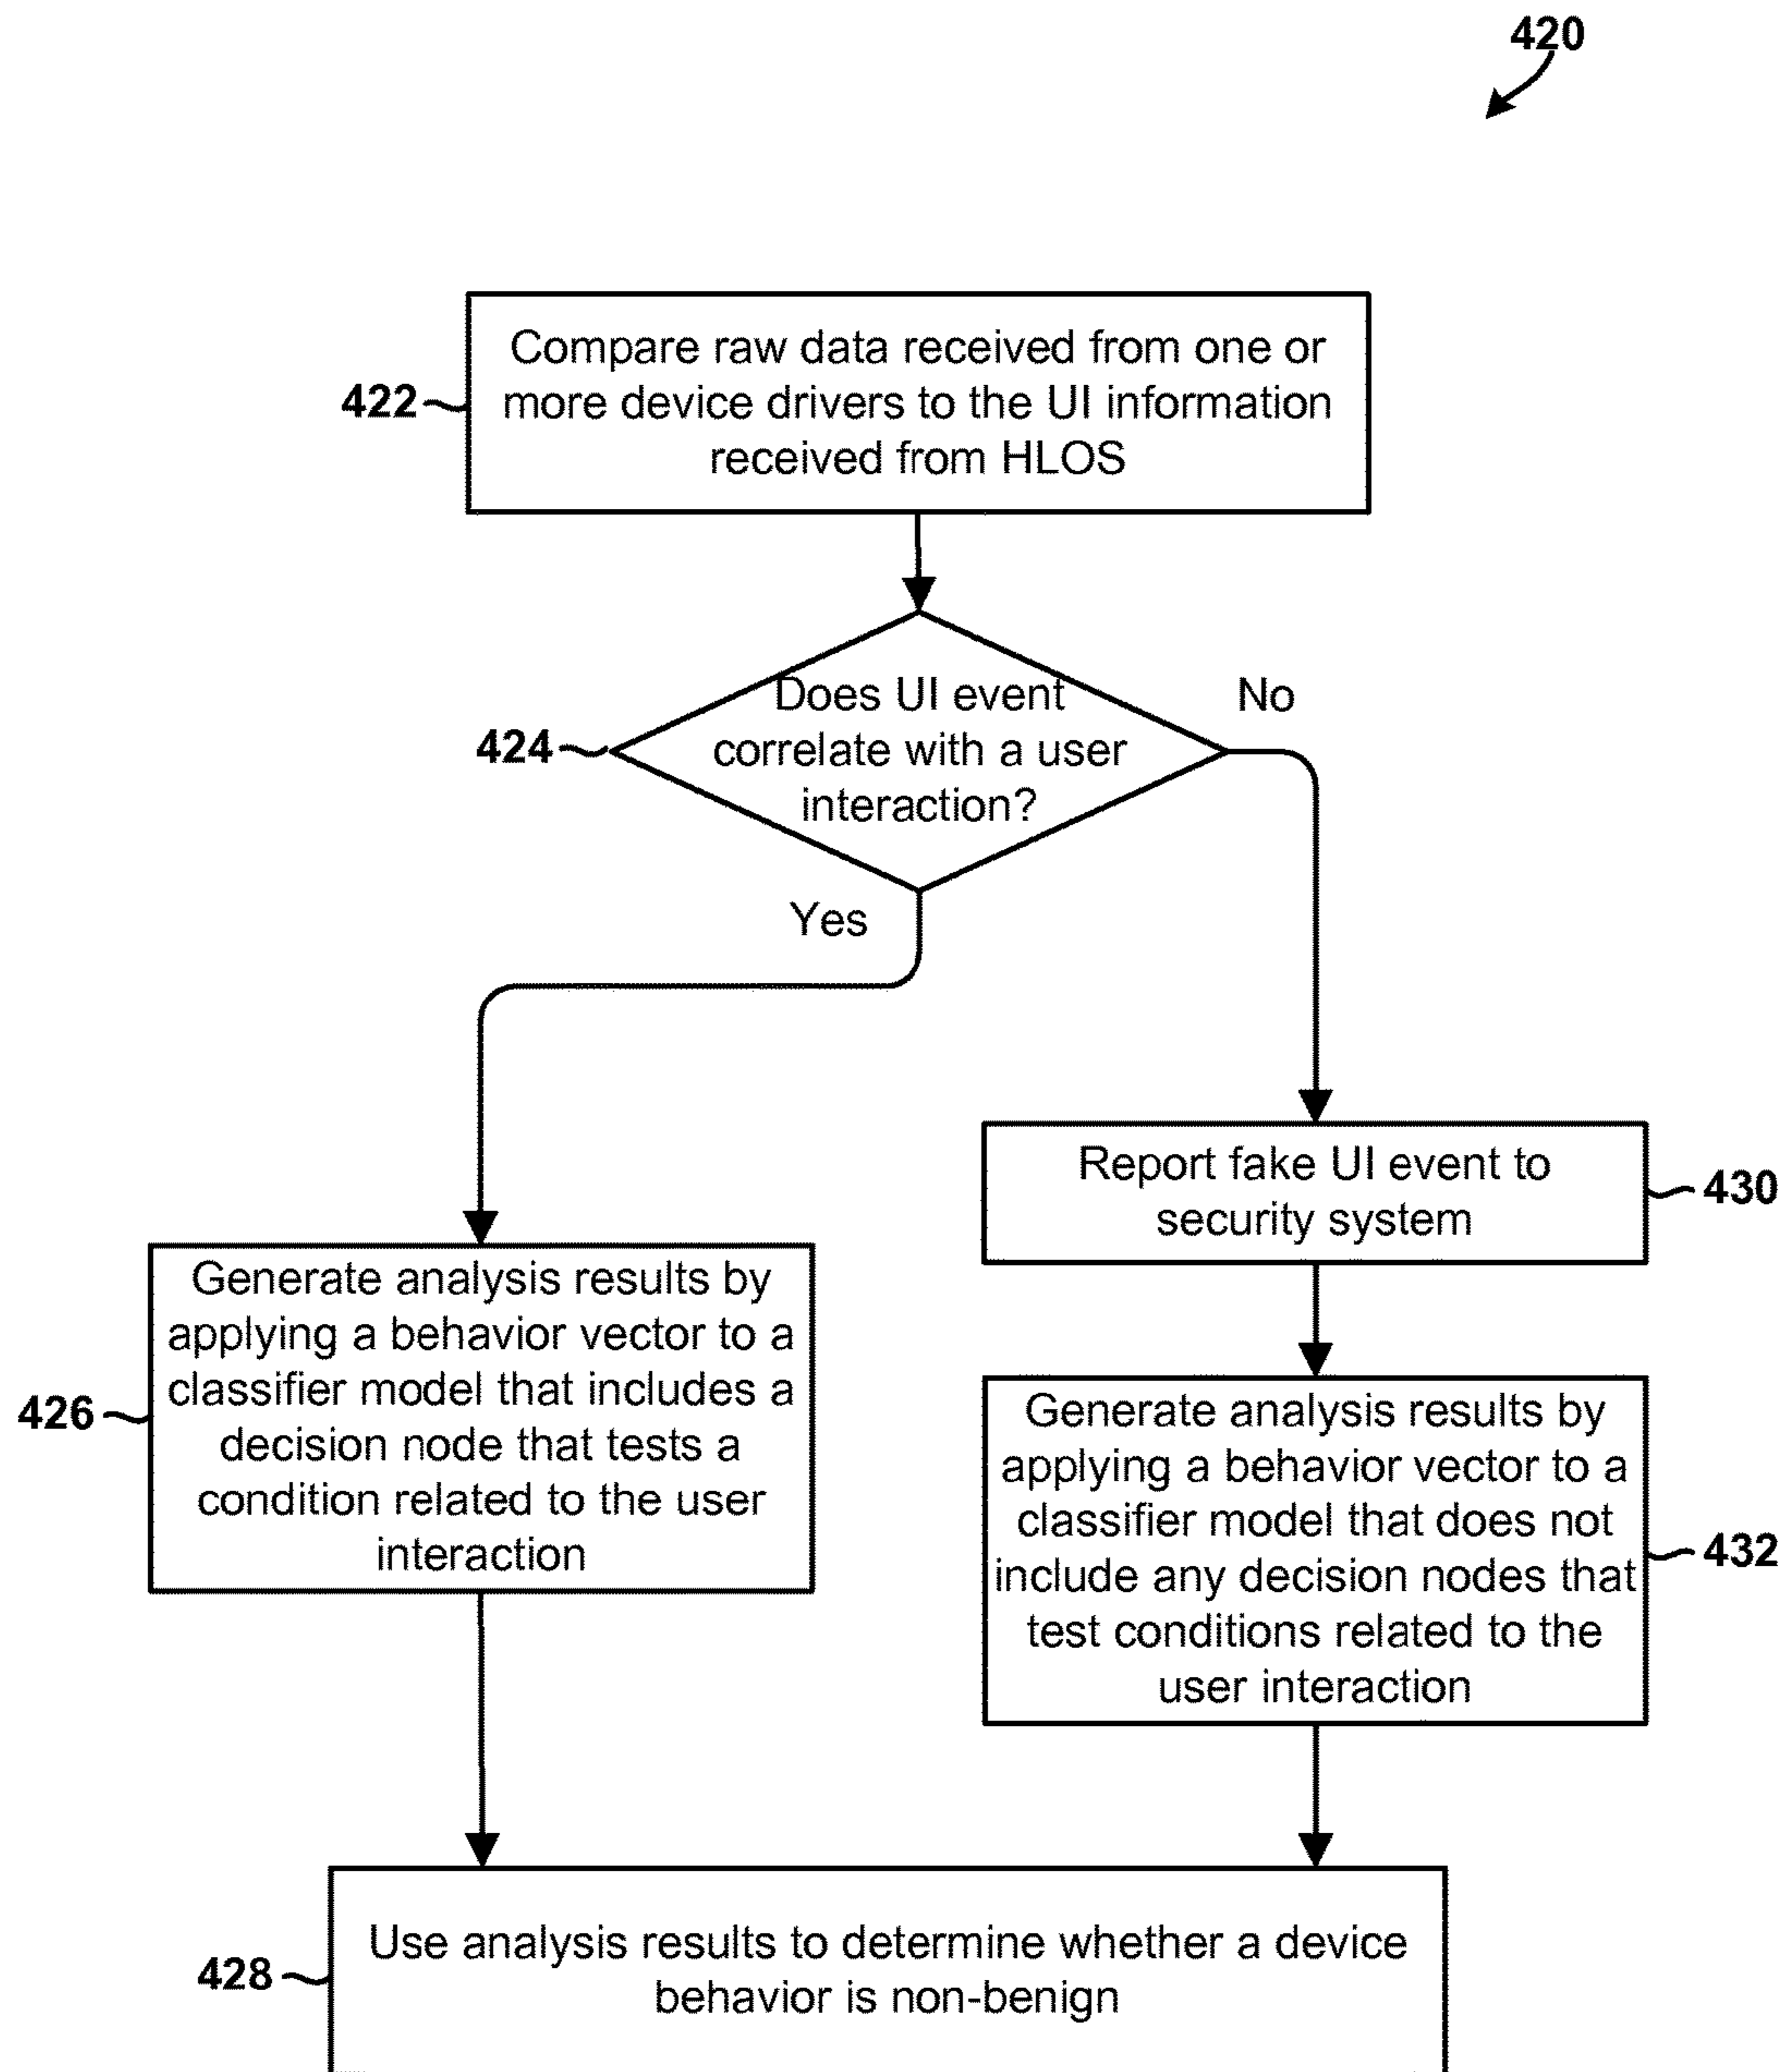 420
Compare raw data received from one or
more device drivers to the UI information
received from HLOS
422
Does UI event
correlate with a user
interaction?
424
No
Yes
Report fake UI event to
security system
430
Generate analysis results by
applying a behavior vector to a
classifier model that includes a
decision node that tests a
condition related to the user
interaction
426
Generate analysis results by
applying a behavior vector to a
classifier model that does not
include any decision nodes that
test conditions related to the
user interaction
432
Use analysis results to determine whether a device
behavior is non-benign
428